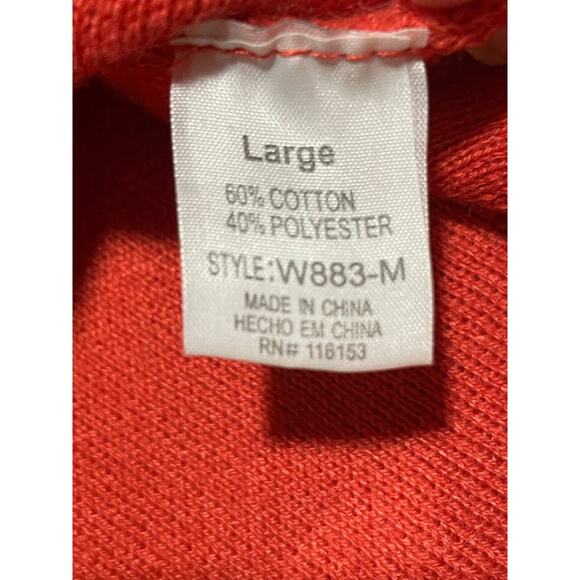 Large
60% COTTON
40% POLYESTER
STYLE:W883-M
MADE IN CHINA
HECHO EM CHINA
RN# 116153